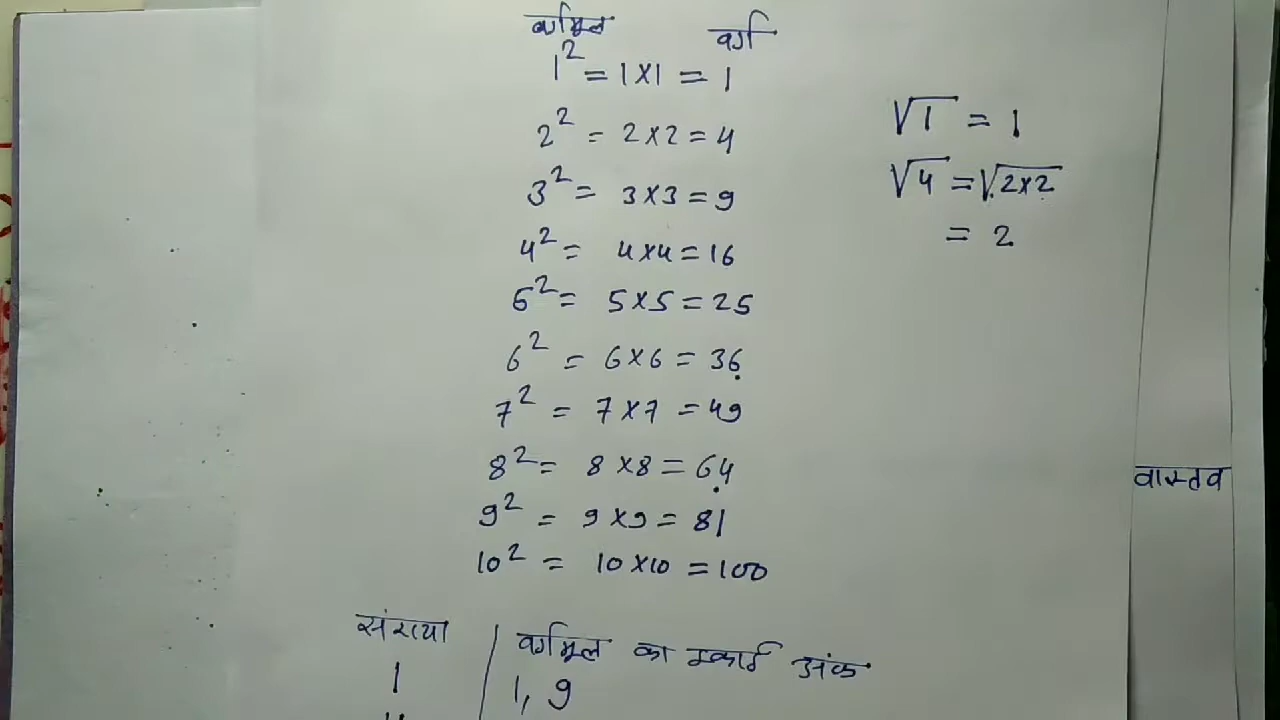 वर्गमूल वर्ग
1² = 1×1 = 1
2² = 2×2 = 4
3² = 3×3 = 9
4² = 4×4 = 16
5² = 5×5 = 25
6² = 6×6 = 36
7² = 7×7 = 49
8² = 8×8 = 64
9² = 9×9 = 81
10² = 10×10 = 100
√1 = 1
√4 = √2×2
= 2
वास्तव
संख्या | वर्गमूल का इकाई अंक
1 | 1, 9